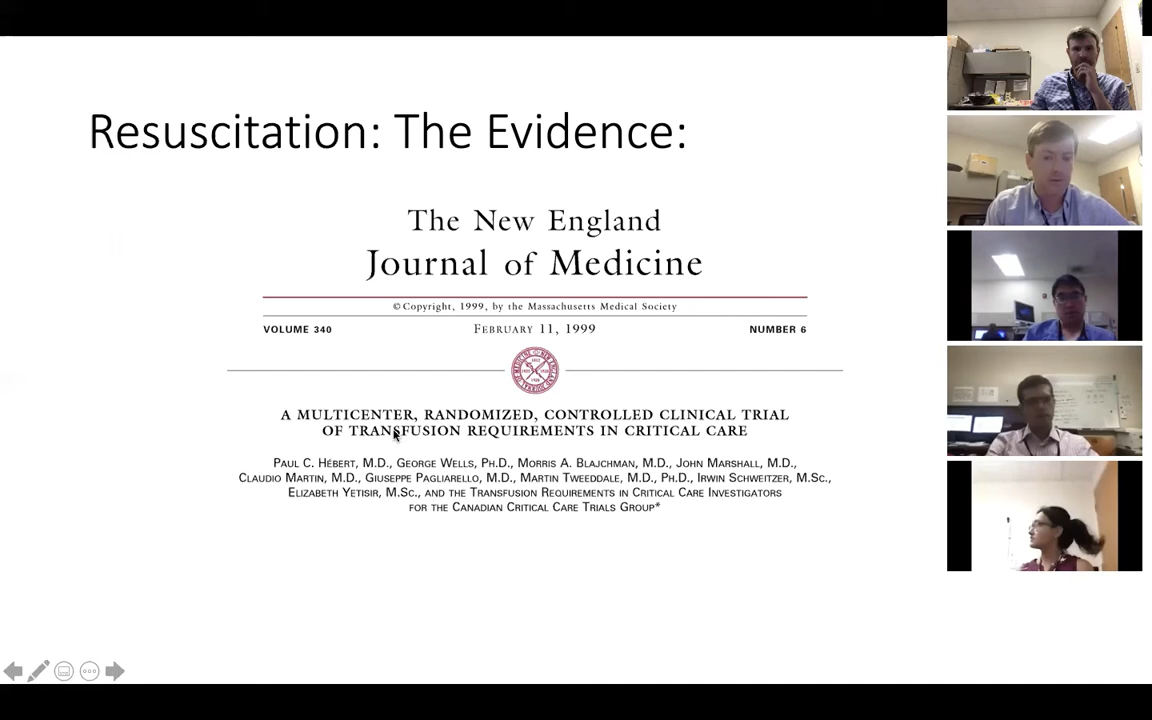 Resuscitation: The Evidence:
The New England
Journal of Medicine
©Copyright, 1999, by the Massachusetts Medical Society
VOLUME 340 FEBRUARY 11, 1999 NUMBER 6
A MULTICENTER, RANDOMIZED, CONTROLLED CLINICAL TRIAL
OF TRANSFUSION REQUIREMENTS IN CRITICAL CARE
PAUL C. HÉBERT, M.D., GEORGE WELLS, PH.D., MORRIS A. BLAJCHMAN, M.D., JOHN MARSHALL, M.D.,
CLAUDIO MARTIN, M.D., GIUSEPPE PAGLIARELLO, M.D., MARTIN TWEEDDALE, M.D., PH.D., IRWIN SCHWEITZER, M.SC.,
ELIZABETH YETISIR, M.SC., AND THE TRANSFUSION REQUIREMENTS IN CRITICAL CARE INVESTIGATORS
FOR THE CANADIAN CRITICAL CARE TRIALS GROUP*